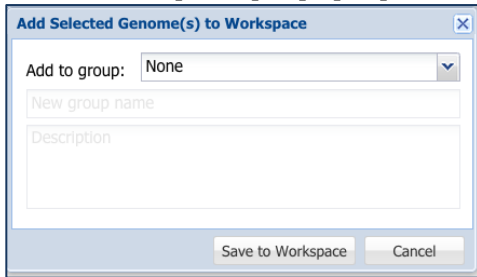 Add Selected Genome(s) to Workspace
Add to group: None
New group name
Description
Save to Workspace Cancel